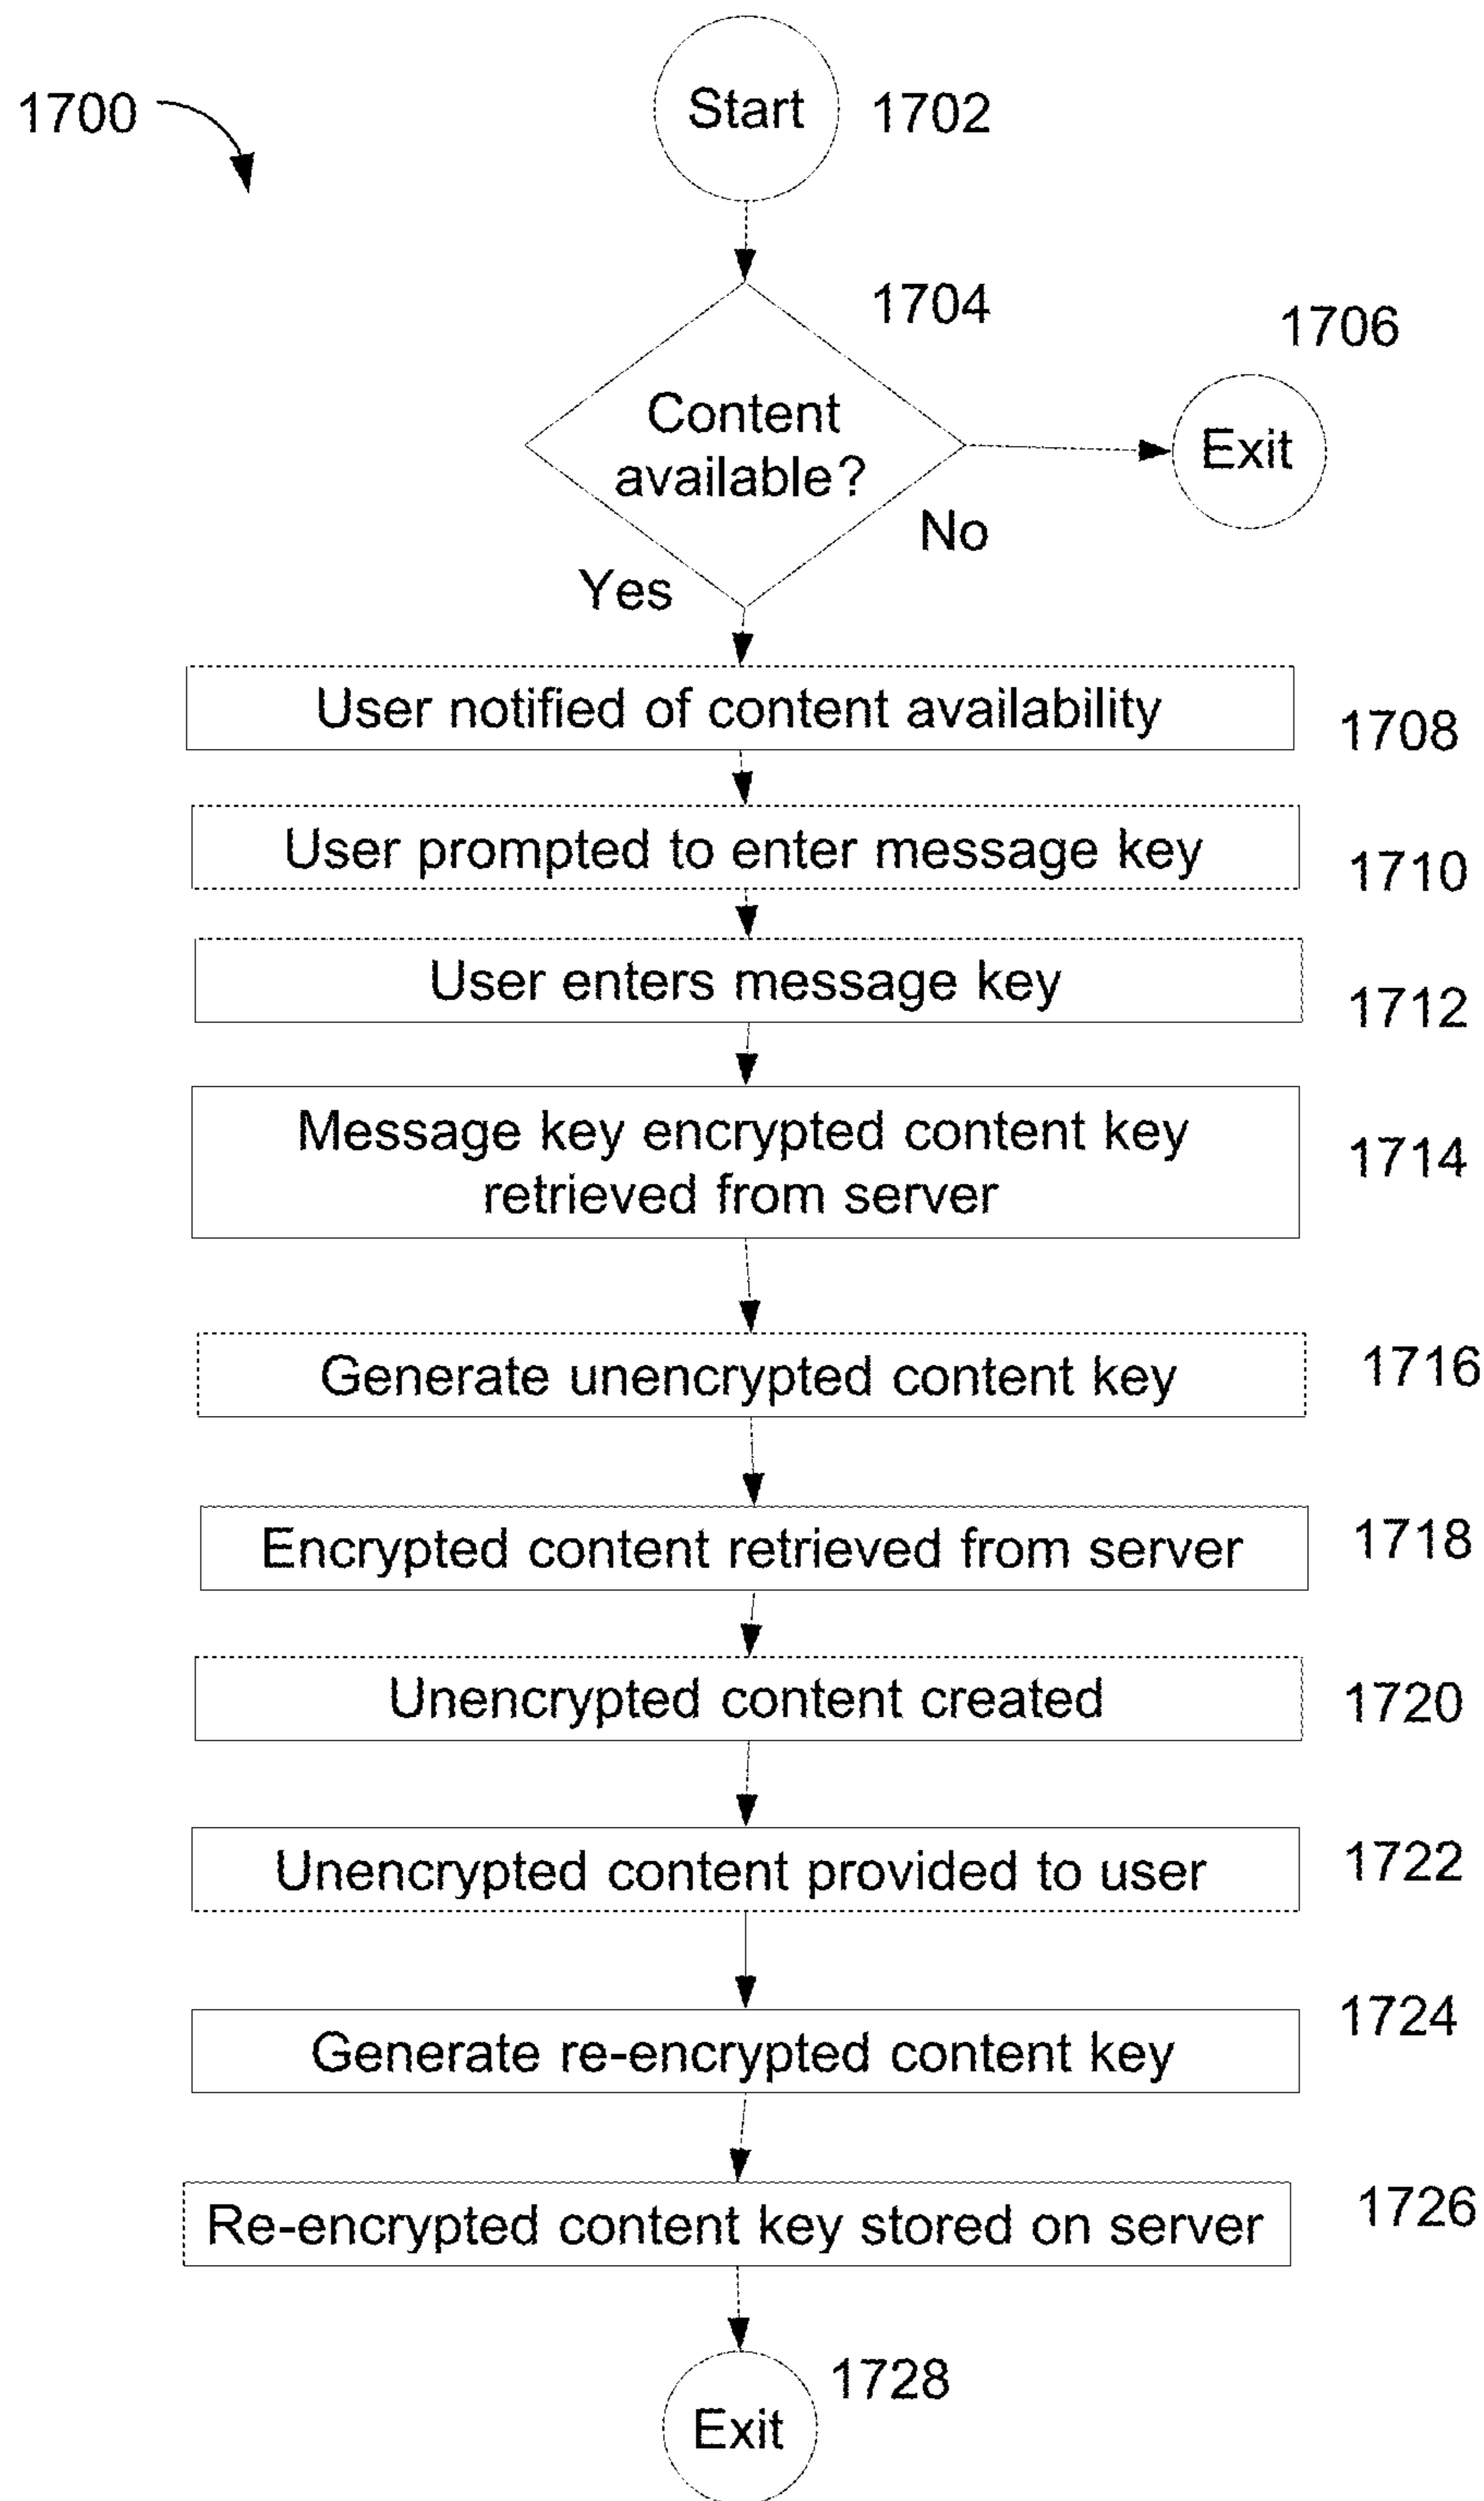 1700
Start
1702
1704
1706
Content
available?
Exit
No
Yes
User notified of content availability
1708
User prompted to enter message key
1710
User enters message key
1712
Message key encrypted content key
retrieved from server
1714
Generate unencrypted content key
1716
Encrypted content retrieved from server
1718
Unencrypted content created
1720
Unencrypted content provided to user
1722
Generate re-encrypted content key
1724
Re-encrypted content key stored on server
1726
1728
Exit